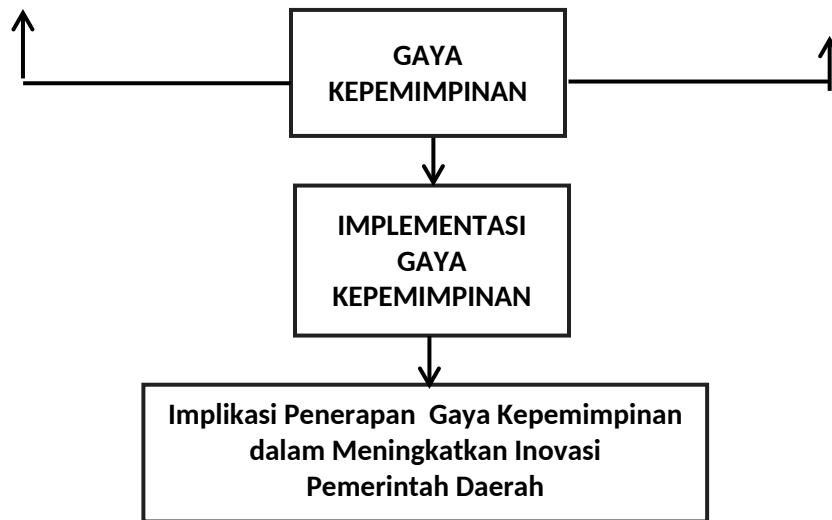 GAYA
KEPEMIMPINAN
IMPLEMENTASI
GAYA
KEPEMIMPINAN
Implikasi Penerapan  Gaya Kepemimpinan
dalam Meningkatkan Inovasi
Pemerintah Daerah